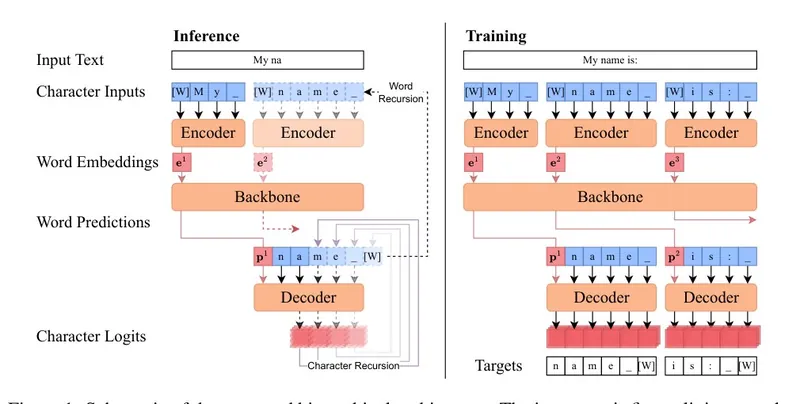 Inference
Training
Input Text
My na
My name is:
Character Inputs
[W] M y _
[W] n a m e _
Word
Recursion
[W] M y _
[W] n a m e _
[W] i s : _
Encoder
Encoder
Encoder
Encoder
Encoder
Word Embeddings
e¹
e²
e¹
e²
e³
Backbone
Backbone
Word Predictions
p¹ n a m e _ [W]
p¹ n a m e _
p² i s : _
Decoder
Decoder
Decoder
Character Logits
Character Recursion
Targets
n a m e _ [W]
i s : _ [W]